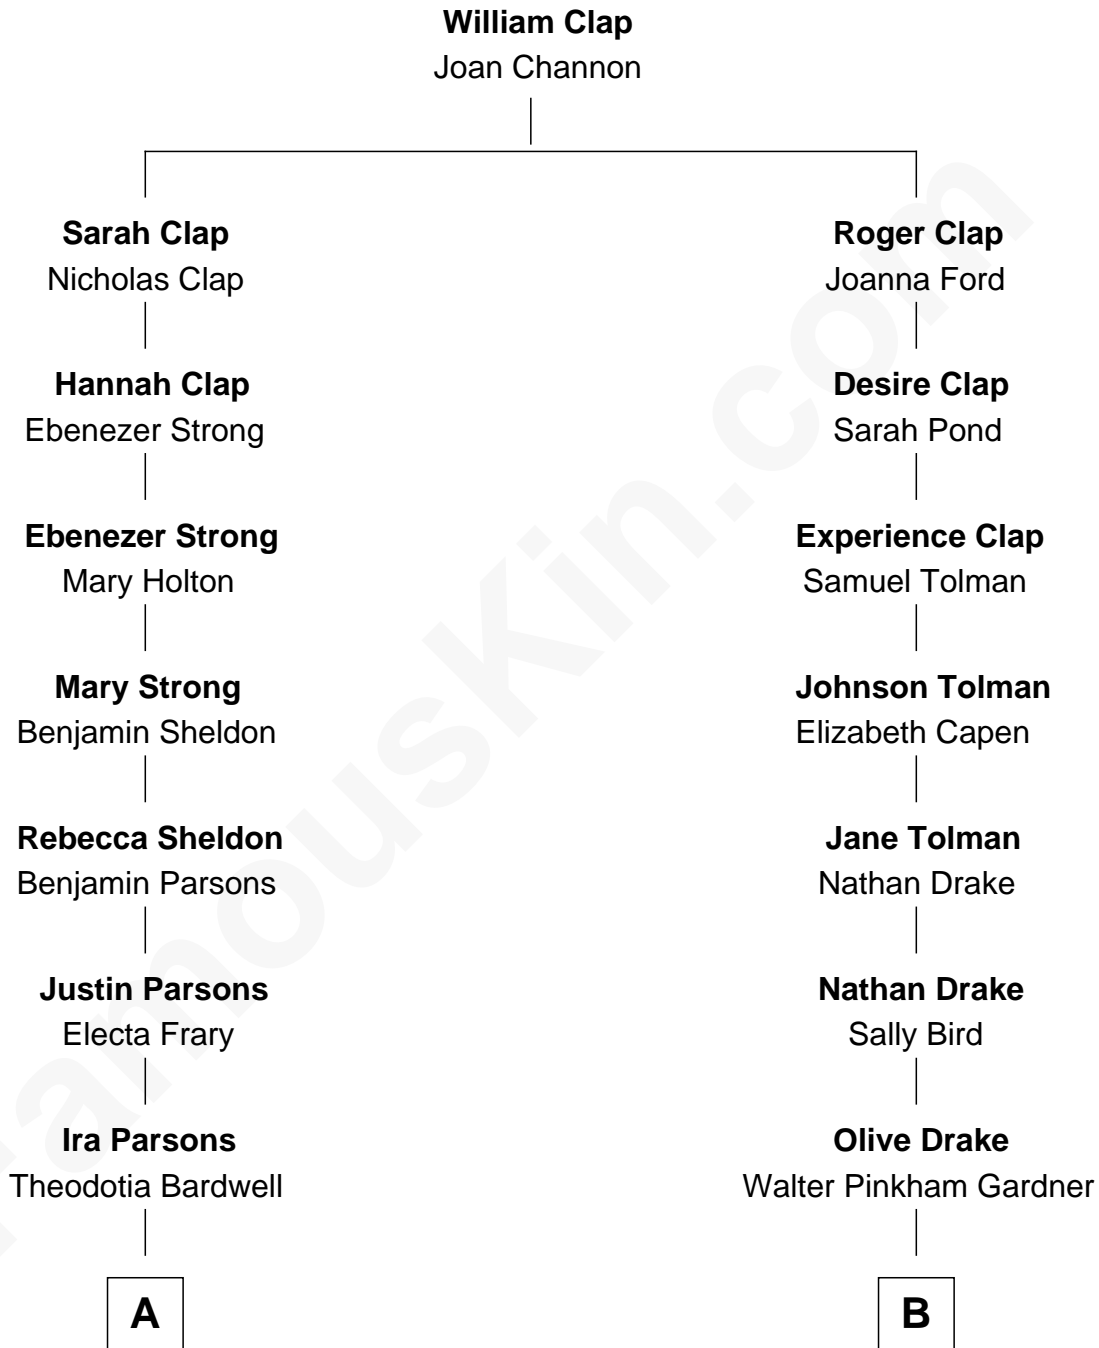 William Clap
Joan Channon
Sarah Clap
Nicholas Clap
Roger Clap
Joanna Ford
Hannah Clap
Ebenezer Strong
Desire Clap
Sarah Pond
Ebenezer Strong
Mary Holton
Experience Clap
Samuel Tolman
Mary Strong
Benjamin Sheldon
Johnson Tolman
Elizabeth Capen
Rebecca Sheldon
Benjamin Parsons
Jane Tolman
Nathan Drake
Justin Parsons
Electa Frary
Nathan Drake
Sally Bird
Ira Parsons
Theodotia Bardwell
Olive Drake
Walter Pinkham Gardner
A
B
FamousKin.com